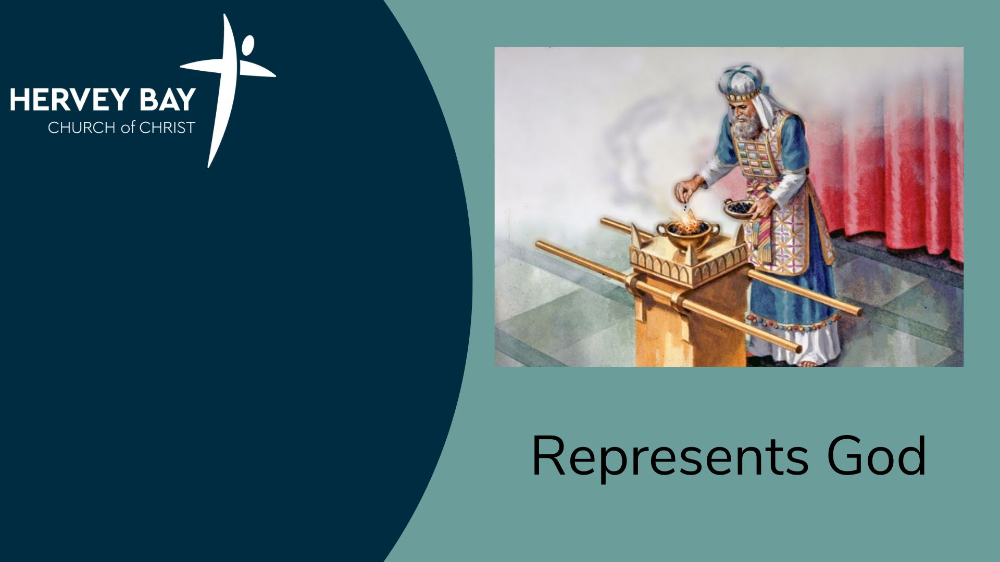 HERVEY BAY
CHURCH of CHRIST
Represents God